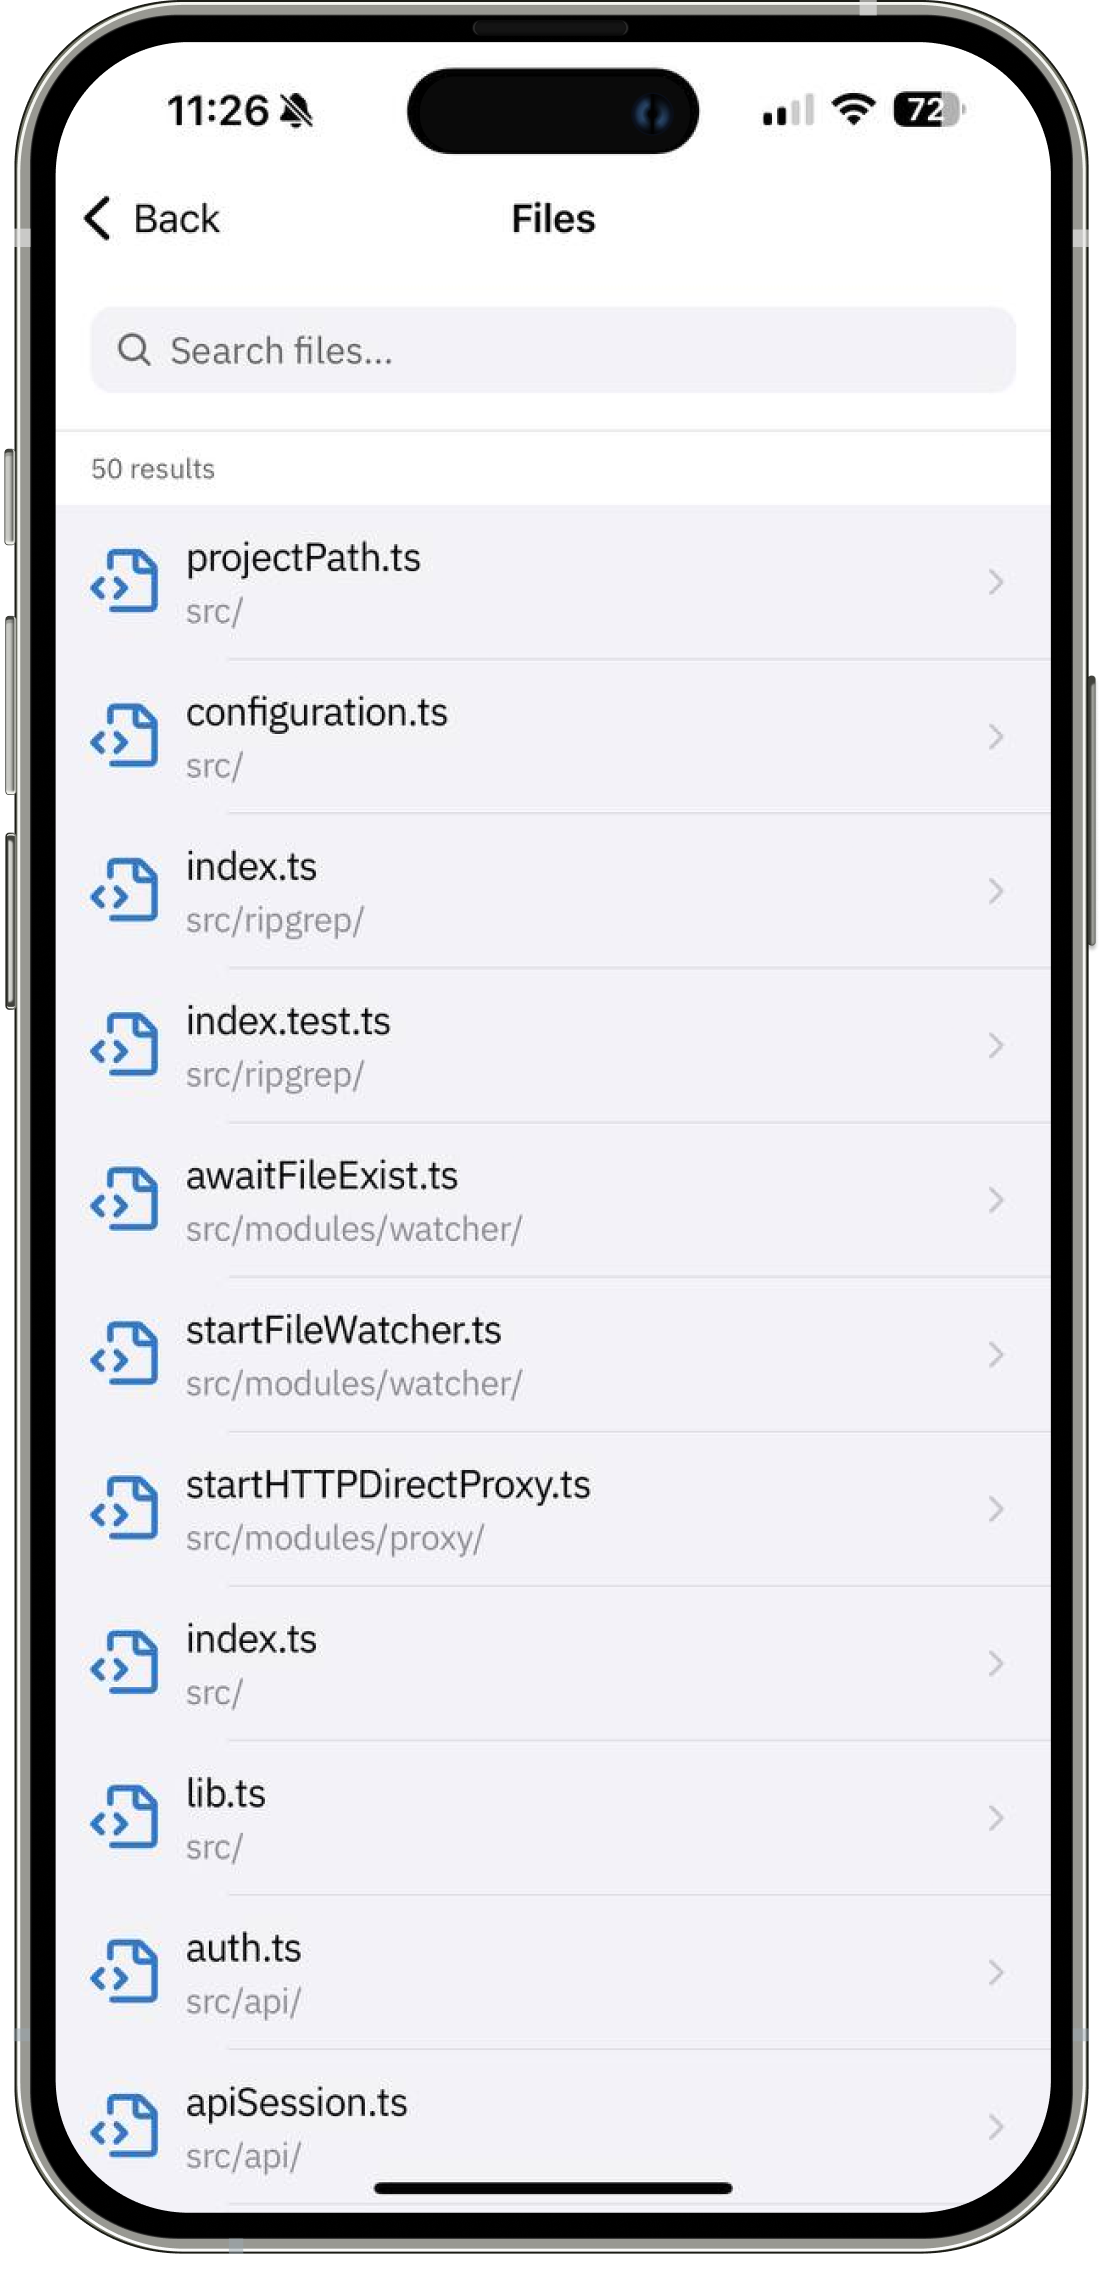 11:26
72
Back
Files
Search files...
50 results
projectPath.ts
src/
configuration.ts
src/
index.ts
src/ripgrep/
index.test.ts
src/ripgrep/
awaitFileExist.ts
src/modules/watcher/
startFileWatcher.ts
src/modules/watcher/
startHTTPDirectProxy.ts
src/modules/proxy/
index.ts
src/
lib.ts
src/
auth.ts
src/api/
apiSession.ts
src/api/